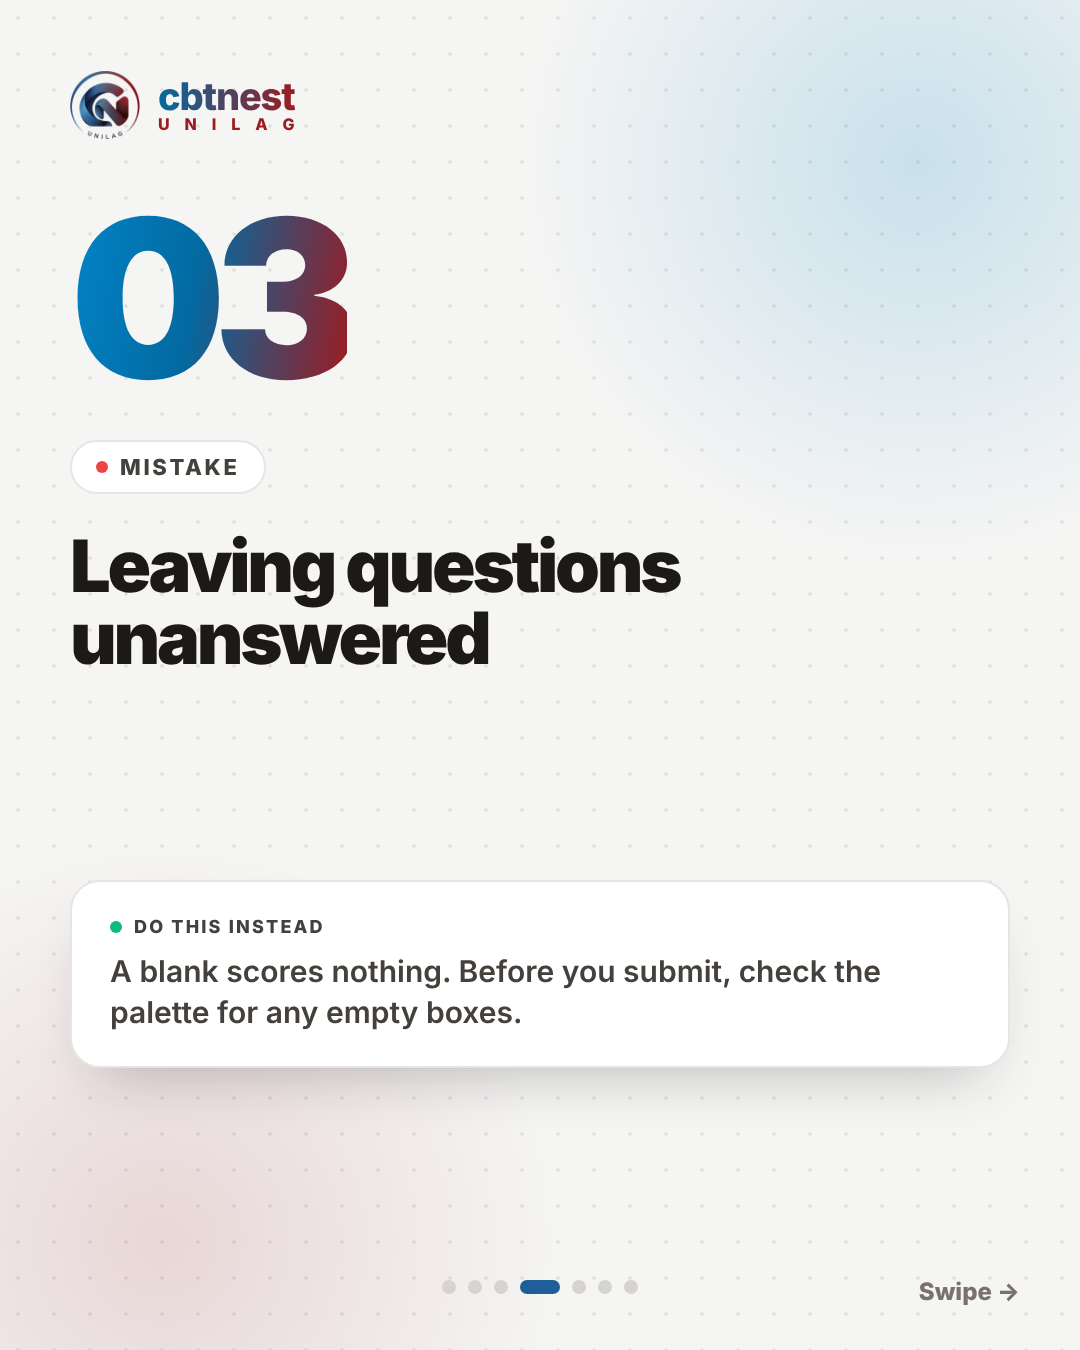 UNILAG
cbtnest
UNILAG
03
MISTAKE
Leaving questions
unanswered
DO THIS INSTEAD
A blank scores nothing. Before you submit, check the
palette for any empty boxes.
Swipe →